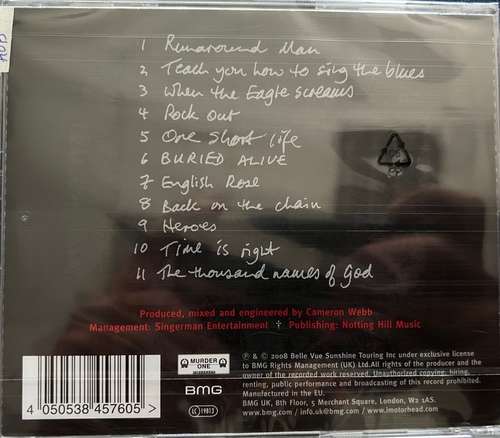 1 Runaround Man
2 Teach you how to sing the blues
3 When the Eagle screams
4 Rock out
5 One short life
6 BURIED ALIVE
7 English Rose
8 Back on the chain
9 Heroes
10 Time is right
11 The thousand names of God
Produced, mixed and engineered by Cameron Webb
Management: Singerman Entertainment † Publishing: Notting Hill Music
4 050538 457605 >
MURDER ONE
BMG
LC 19813
℗ & © 2008 Belle Vue Sunshine Touring Inc under exclusive license
to BMG Rights Management (UK) Ltd.All rights of the producer and the
owner of the recorded work reserved. Unauthorized copying, hiring,
renting, public performance and broadcasting of this record prohibited.
Manufactured in the EU.
BMG UK, 8th Floor, 5 Merchant Square, London, W2 1AS.
www.bmg.com / info.uk@bmg.com / www.imotorhead.com